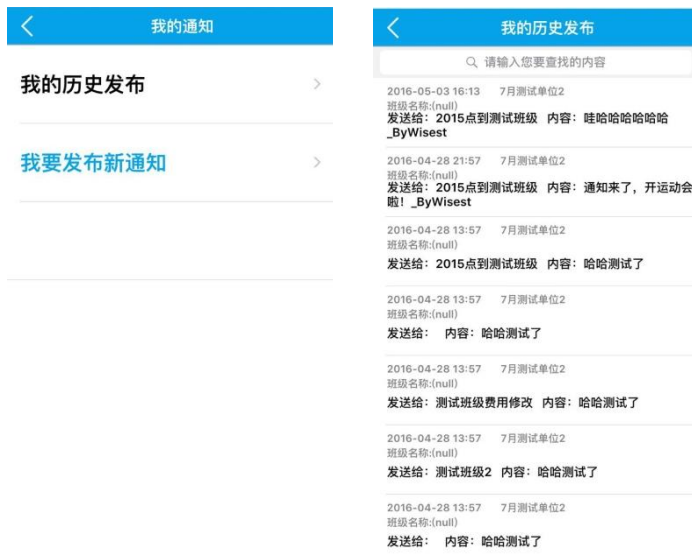 我的通知
我的历史发布
我要发布新通知
我的历史发布
请输入您要查找的内容
2016-05-03 16:13 7月测试单位2
班级名称:(null)
发送给：2015点到测试班级 内容：哇哈哈哈哈哈哈
_ByWisest
2016-04-28 21:57 7月测试单位2
班级名称:(null)
发送给：2015点到测试班级 内容：通知来了，开运动会
啦！_ByWisest
2016-04-28 13:57 7月测试单位2
班级名称:(null)
发送给：2015点到测试班级 内容：哈哈测试了
2016-04-28 13:57 7月测试单位2
班级名称:(null)
发送给： 内容：哈哈测试了
2016-04-28 13:57 7月测试单位2
班级名称:(null)
发送给：测试班级费用修改 内容：哈哈测试了
2016-04-28 13:57 7月测试单位2
班级名称:(null)
发送给：测试班级2 内容：哈哈测试了
2016-04-28 13:57 7月测试单位2
班级名称:(null)
发送给： 内容：哈哈测试了